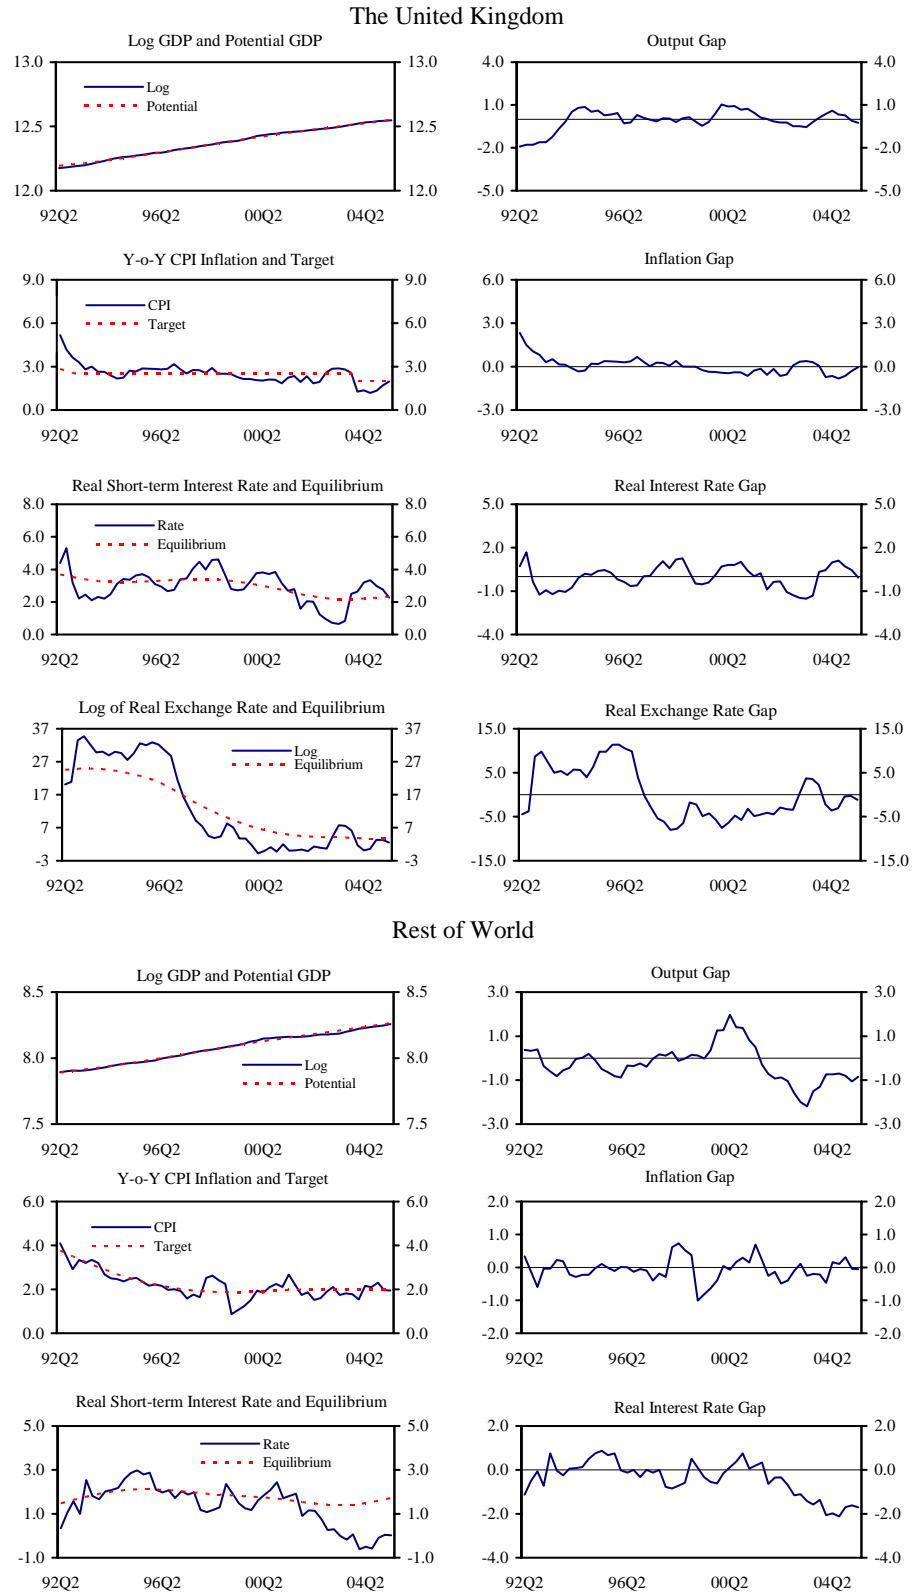 The United Kingdom
Log GDP and Potential GDP
13.0
12.5
12.0
13.0
12.5
12.0
Log
Potential
92Q2 96Q2 00Q2 04Q2
Output Gap
4.0
1.0
-2.0
-5.0
4.0
1.0
-2.0
-5.0
92Q2 96Q2 00Q2 04Q2
Y-o-Y CPI Inflation and Target
9.0
6.0
3.0
0.0
9.0
6.0
3.0
0.0
CPI
Target
92Q2 96Q2 00Q2 04Q2
Inflation Gap
6.0
3.0
0.0
-3.0
6.0
3.0
0.0
-3.0
92Q2 96Q2 00Q2 04Q2
Real Short-term Interest Rate and Equilibrium
8.0
6.0
4.0
2.0
0.0
8.0
6.0
4.0
2.0
0.0
Rate
Equilibrium
92Q2 96Q2 00Q2 04Q2
Real Interest Rate Gap
5.0
2.0
-1.0
-4.0
5.0
2.0
-1.0
-4.0
92Q2 96Q2 00Q2 04Q2
Log of Real Exchange Rate and Equilibrium
37
27
17
7
-3
37
27
17
7
-3
Log
Equilibrium
92Q2 96Q2 00Q2 04Q2
Real Exchange Rate Gap
15.0
5.0
-5.0
-15.0
15.0
5.0
-5.0
-15.0
92Q2 96Q2 00Q2 04Q2
Rest of World
Log GDP and Potential GDP
8.5
8.0
7.5
8.5
8.0
7.5
Log
Potential
92Q2 96Q2 00Q2 04Q2
Output Gap
3.0
1.0
-1.0
-3.0
3.0
1.0
-1.0
-3.0
92Q2 96Q2 00Q2 04Q2
Y-o-Y CPI Inflation and Target
6.0
4.0
2.0
0.0
6.0
4.0
2.0
0.0
CPI
Target
92Q2 96Q2 00Q2 04Q2
Inflation Gap
2.0
1.0
0.0
-1.0
-2.0
2.0
1.0
0.0
-1.0
-2.0
92Q2 96Q2 00Q2 04Q2
Real Short-term Interest Rate and Equilibrium
5.0
3.0
1.0
-1.0
5.0
3.0
1.0
-1.0
Rate
Equilibrium
92Q2 96Q2 00Q2 04Q2
Real Interest Rate Gap
2.0
0.0
-2.0
-4.0
2.0
0.0
-2.0
-4.0
92Q2 96Q2 00Q2 04Q2